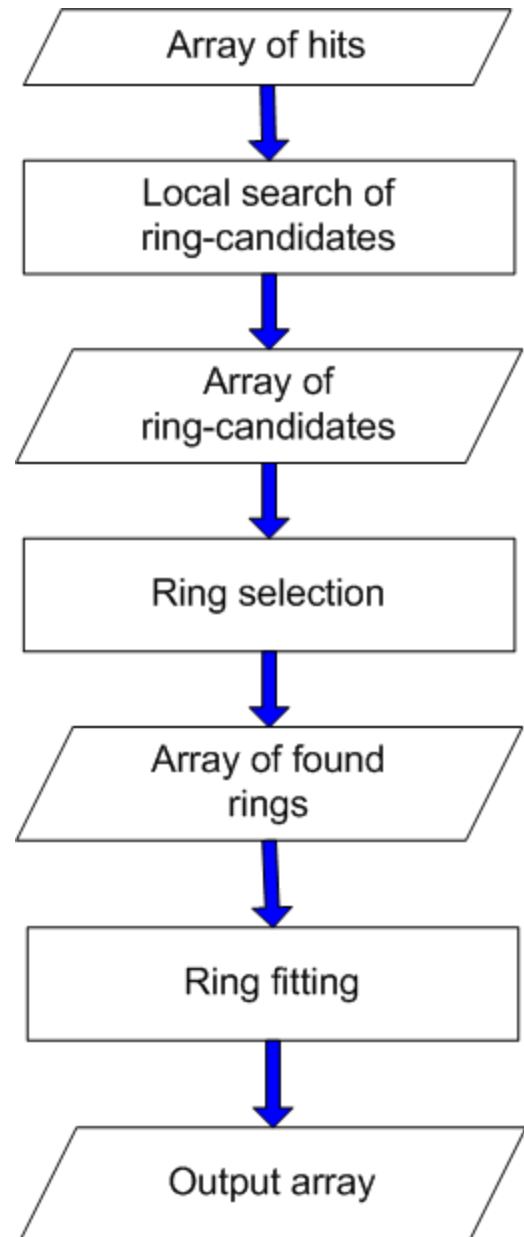 Array of hits
Local search of
ring-candidates
Array of
ring-candidates
Ring selection
Array of found
rings
Ring fitting
Output array